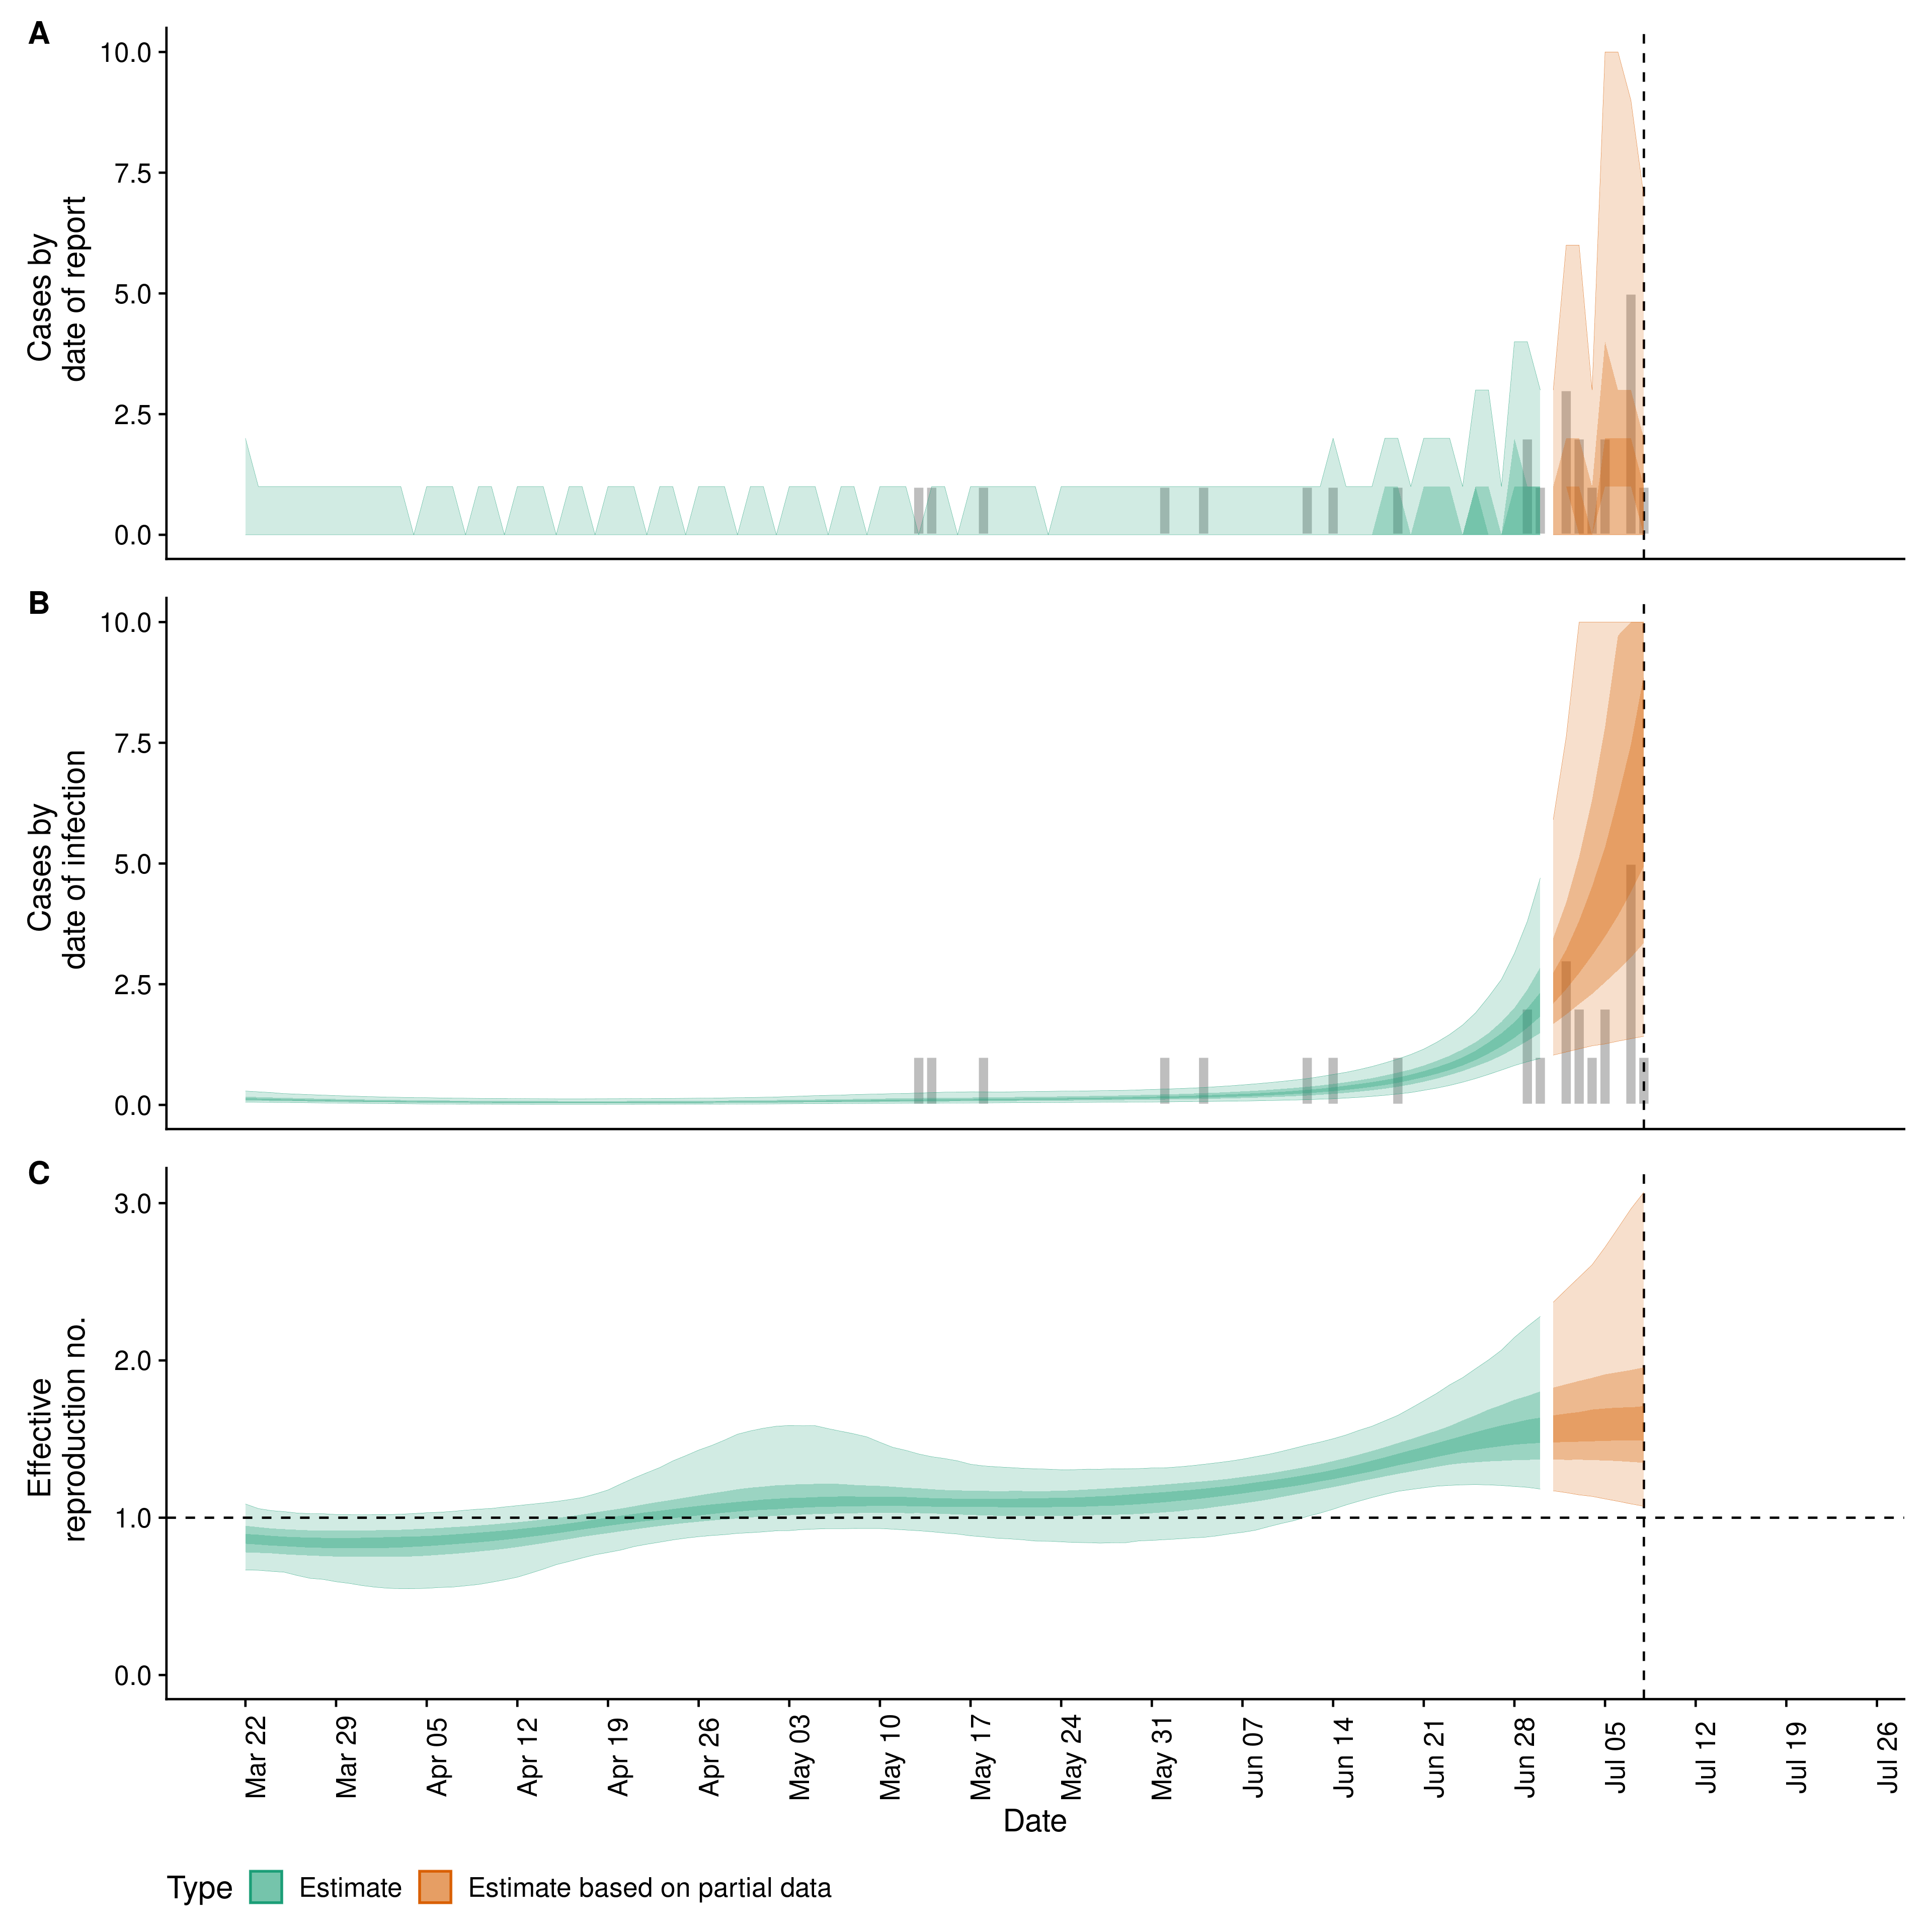 A
10.0
7.5
5.0
2.5
0.0
Cases by
date of report
B
10.0
7.5
5.0
2.5
0.0
Cases by
date of infection
C
3.0
2.0
1.0
0.0
Effective
reproduction no.
Mar 22
Mar 29
Apr 05
Apr 12
Apr 19
Apr 26
May 03
May 10
May 17
May 24
May 31
Jun 07
Jun 14
Jun 21
Jun 28
Jul 05
Jul 12
Jul 19
Jul 26
Date
Type Estimate Estimate based on partial data